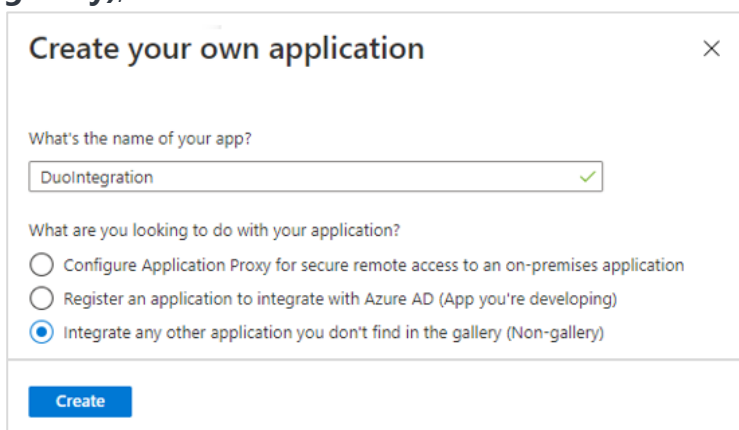 Create your own application
What's the name of your app?
DuoIntegration
What are you looking to do with your application?
Configure Application Proxy for secure remote access to an on-premises application
Register an application to integrate with Azure AD (App you're developing)
Integrate any other application you don't find in the gallery (Non-gallery)
Create